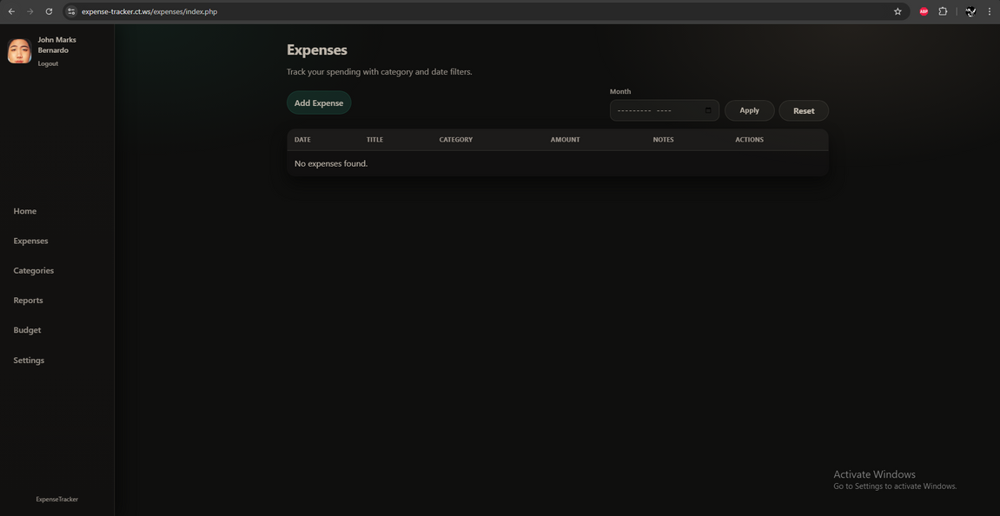 expense-tracker.ct.ws/expenses/index.php
ABP
John Marks
Bernardo
Logout
Home
Expenses
Categories
Reports
Budget
Settings
ExpenseTracker
Expenses
Track your spending with category and date filters.
Add Expense
Month
--------- ----
Apply
Reset
DATE TITLE CATEGORY AMOUNT NOTES ACTIONS
No expenses found.
Activate Windows
Go to Settings to activate Windows.